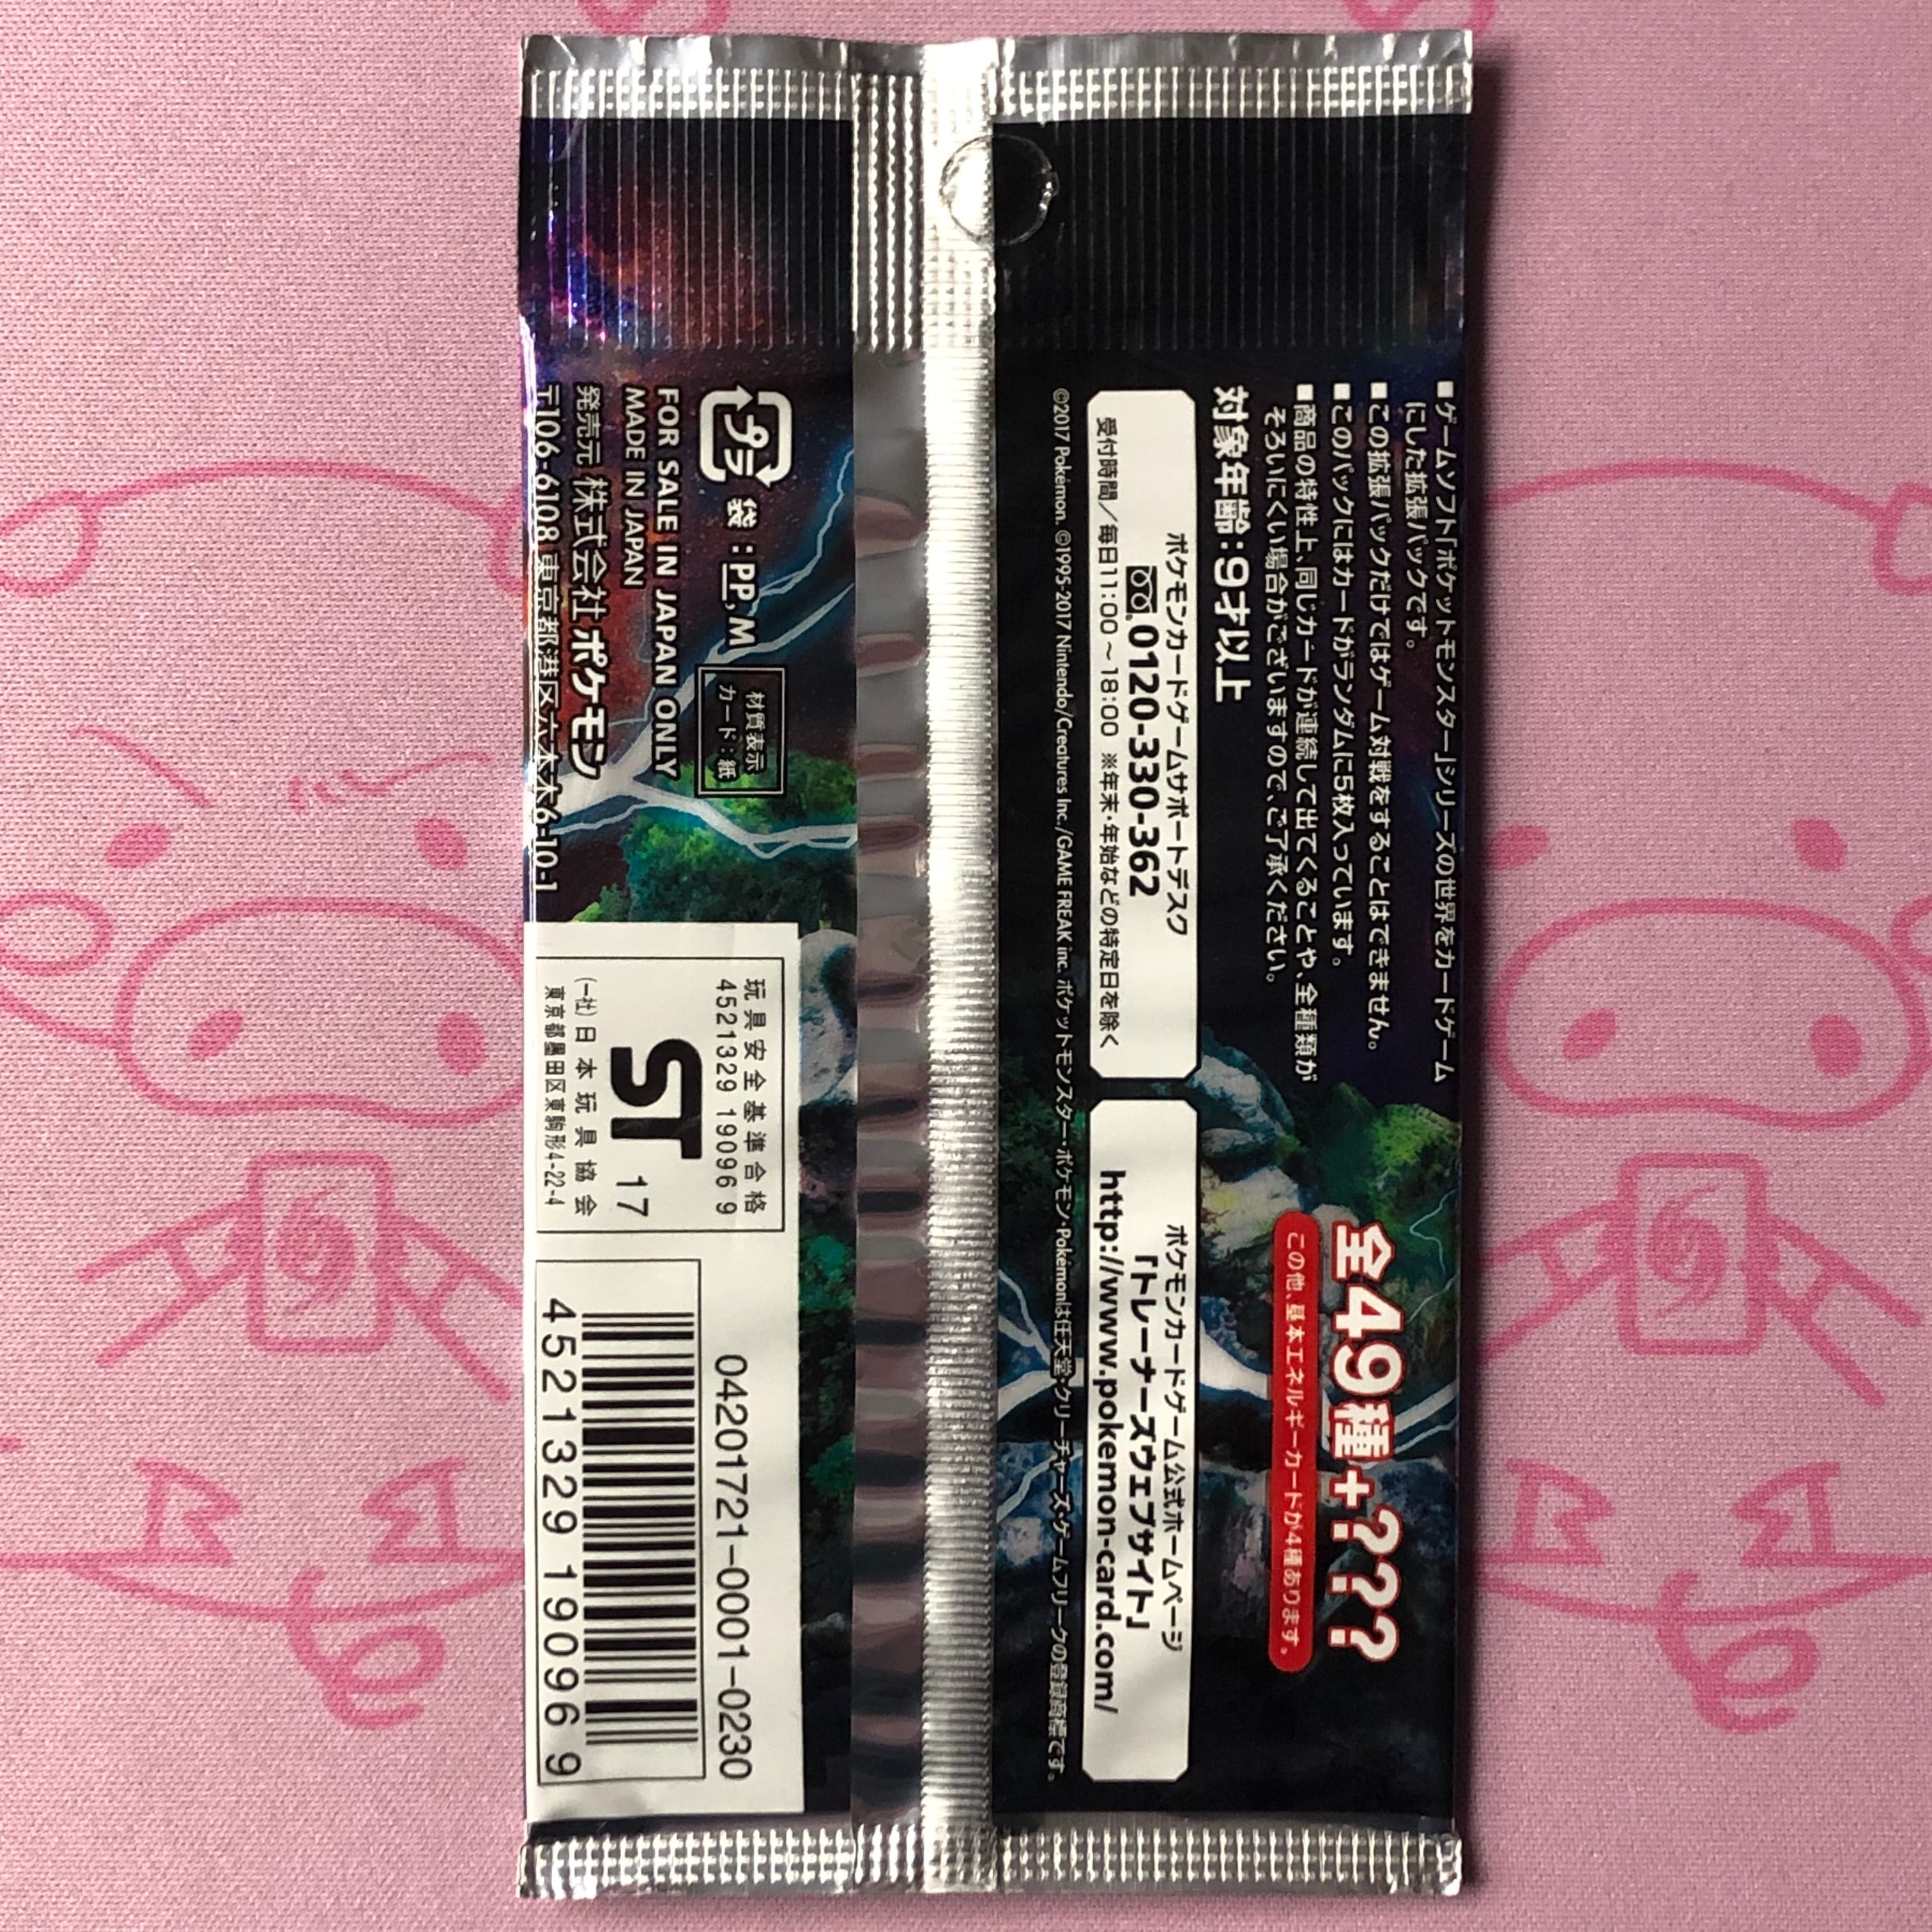 ■ゲームソフト「ポケットモンスター」シリーズの世界をカードゲーム
にした拡張パックです。
■この拡張パックだけではゲーム対戦をすることはできません。
■このパックにはカードがランダムに5枚入っています。
■商品の特性上、同じカードが連続して出てくることや、全種類が
そろいにくい場合がございますので、ご了承ください。
対象年齢:9才以上
全49種+???
この他、基本エネルギーカードが4種あります。
ポケモンカードゲームサポートデスク
0120-330-362
受付時間/毎日11:00~18:00 ※年末・年始などの特定日を除く
ポケモンカードゲーム公式ホームページ
「トレーナーズウェブサイト」
http://www.pokemon-card.com/
©2017 Pokémon. ©1995-2017 Nintendo/Creatures Inc./GAME FREAK inc. ポケットモンスター・ポケモン・Pokémonは任天堂・クリーチャーズ・ゲームフリークの登録商標です。
プラ
袋:PP,M
材質表示
カード:紙
FOR SALE IN JAPAN ONLY
MADE IN JAPAN
発売元 株式会社ポケモン
〒106-6108 東京都港区六本木6-10-1
玩具安全基準合格
4521329 19096 9
ST 17
(一社)日本玩具協会
東京都墨田区東駒形4-22-4
04201721-0001-0230
4521329 19096 9